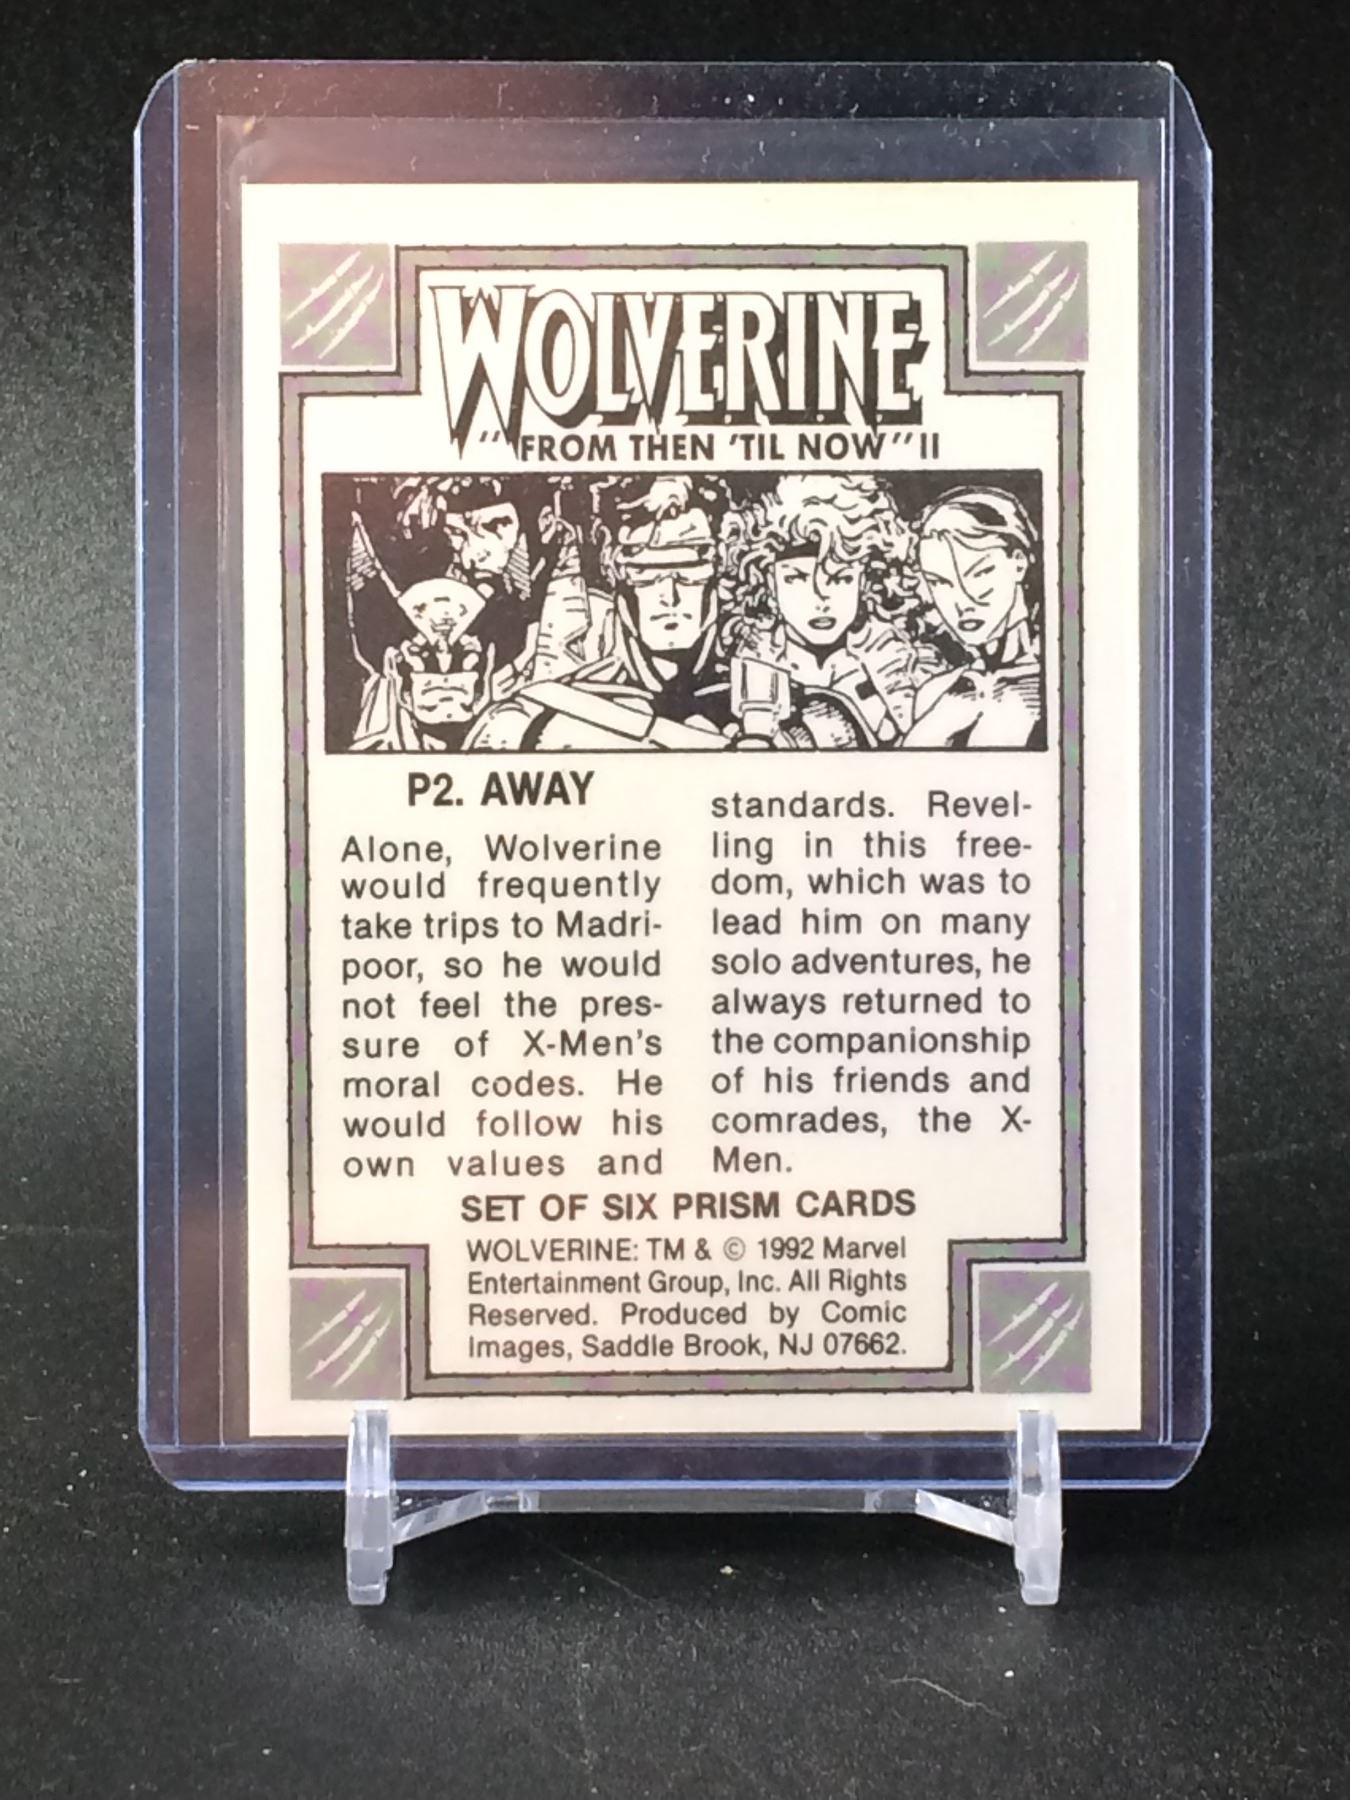 WOLVERINE
"FROM THEN 'TIL NOW" II
P2. AWAY
Alone, Wolverine
would frequently
take trips to Madri-
poor, so he would
not feel the pres-
sure of X-Men's
moral codes. He
would follow his
own values and
standards. Revel-
ling in this free-
dom, which was to
lead him on many
solo adventures, he
always returned to
the companionship
of his friends and
comrades, the X-
Men.
SET OF SIX PRISM CARDS
WOLVERINE: TM & © 1992 Marvel
Entertainment Group, Inc. All Rights
Reserved. Produced by Comic
Images, Saddle Brook, NJ 07662.